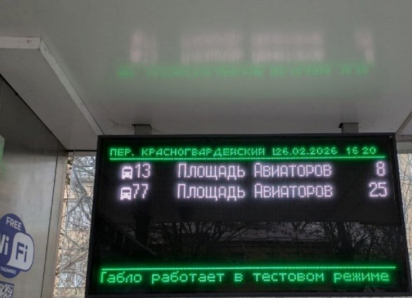 ПЕР. КРАСНОГВАРДЕЙСКИЙ 26.02.2026 16 20
13 Площадь Авиаторов 8
77 Площадь Авиаторов 25
Табло работает в тестовом режиме
FREE
Wi Fi